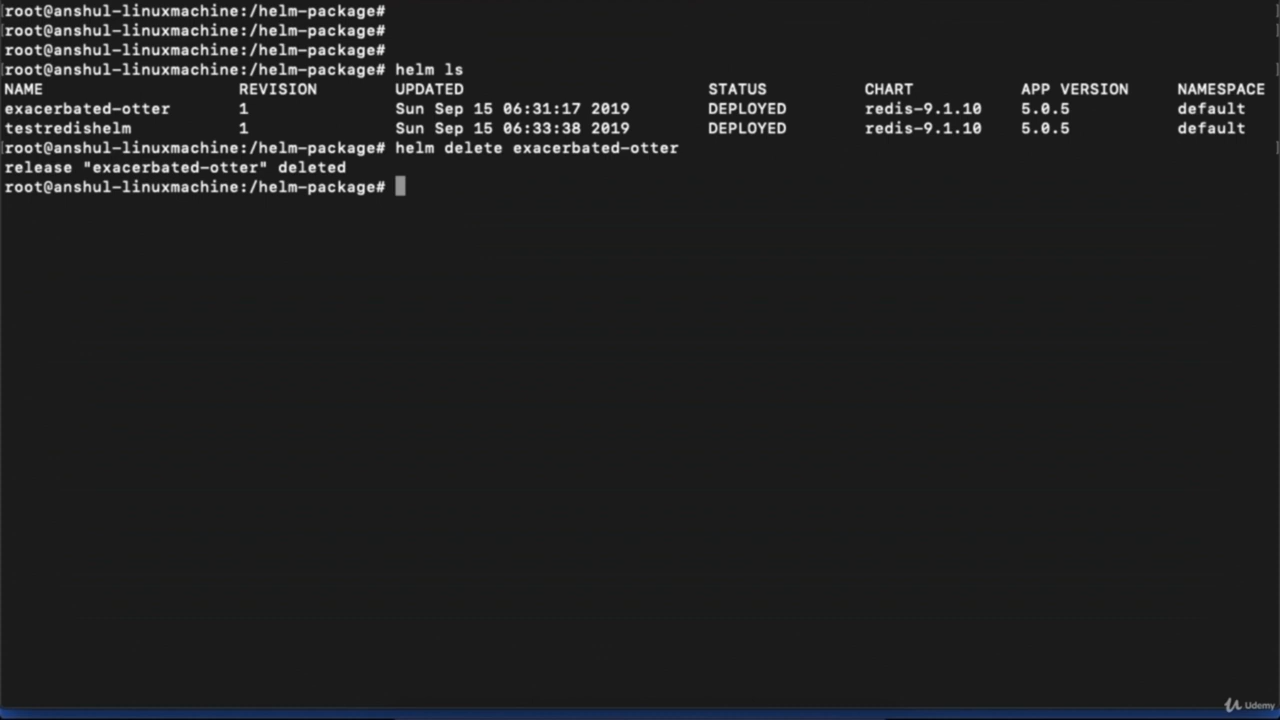 root@anshul-linuxmachine:/helm-package#
root@anshul-linuxmachine:/helm-package#
root@anshul-linuxmachine:/helm-package#
root@anshul-linuxmachine:/helm-package# helm ls
NAME REVISION UPDATED STATUS CHART APP VERSION NAMESPACE
exacerbated-otter 1 Sun Sep 15 06:31:17 2019 DEPLOYED redis-9.1.10 5.0.5 default
testredishelm 1 Sun Sep 15 06:33:38 2019 DEPLOYED redis-9.1.10 5.0.5 default
root@anshul-linuxmachine:/helm-package# helm delete exacerbated-otter
release "exacerbated-otter" deleted
root@anshul-linuxmachine:/helm-package#
Udemy